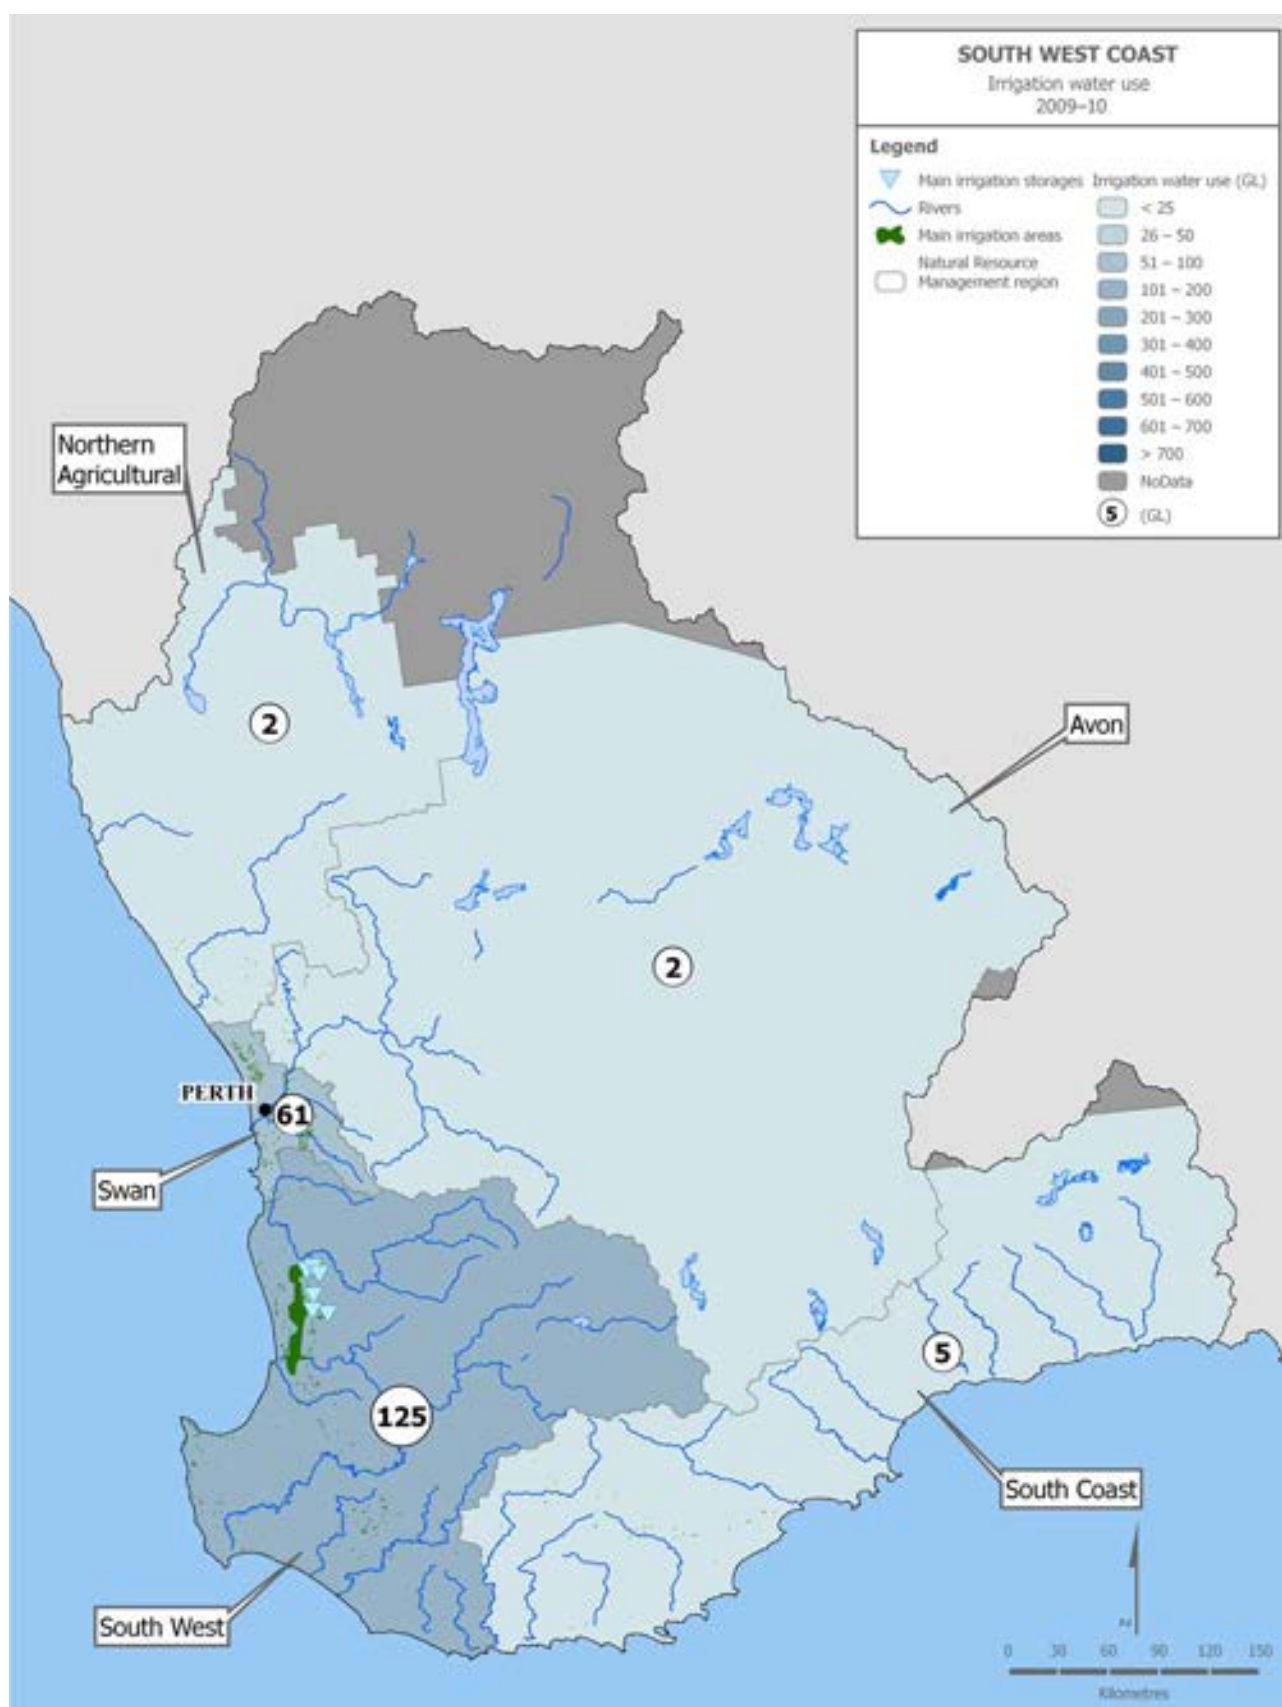 SOUTH WEST COAST
Irrigation water use
2009–10
Legend
Main irrigation storages
Rivers
Main irrigation areas
Natural Resource
Management region
Irrigation water use (GL)
< 25
26 – 50
51 – 100
101 – 200
201 – 300
301 – 400
401 – 500
501 – 600
601 – 700
> 700
NoData
5 (GL)
Northern
Agricultural
2
Avon
2
PERTH
61
Swan
5
125
South Coast
South West
N
0 30 60 90 120 150
Kilometres